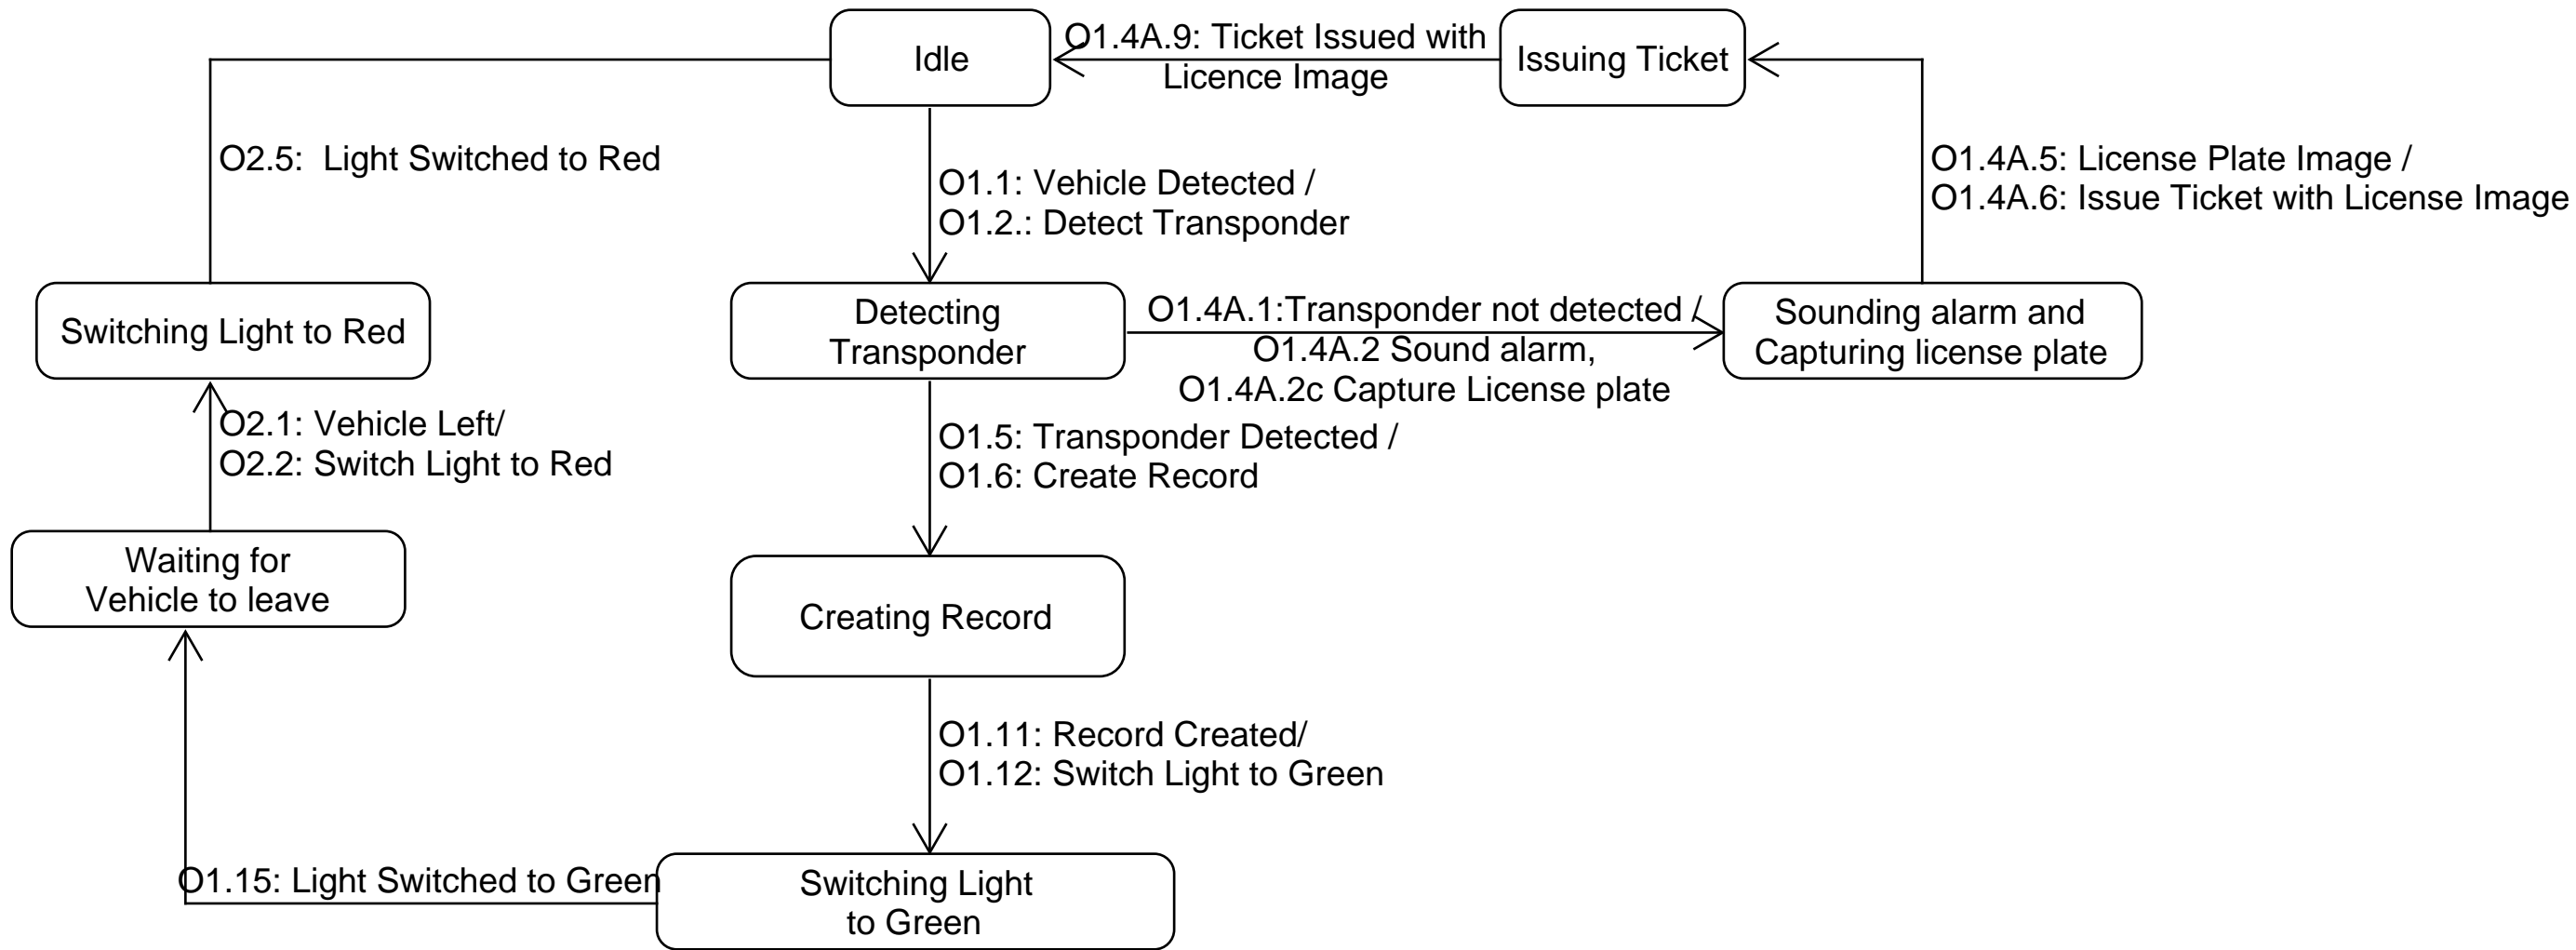 Idle
O1.4A.9: Ticket Issued with
Licence Image
Issuing Ticket
O2.5:  Light Switched to Red
O1.1: Vehicle Detected /
O1.2.: Detect Transponder
O1.4A.5: License Plate Image /
O1.4A.6: Issue Ticket with License Image
Switching Light to Red
Detecting
Transponder
O1.4A.1:Transponder not detected /
O1.4A.2 Sound alarm,
O1.4A.2c Capture License plate
Sounding alarm and
Capturing license plate
O2.1: Vehicle Left/
O2.2: Switch Light to Red
O1.5: Transponder Detected /
O1.6: Create Record
Waiting for
Vehicle to leave
Creating Record
O1.11: Record Created/
O1.12: Switch Light to Green
O1.15: Light Switched to Green
Switching Light
to Green